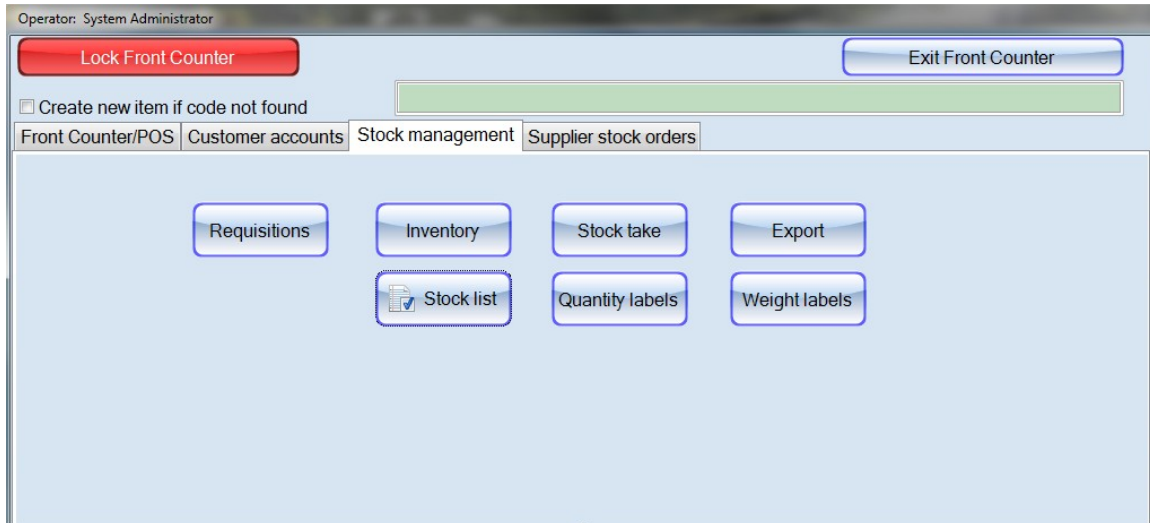 Operator: System Administrator
Lock Front Counter
Exit Front Counter
Create new item if code not found
Front Counter/POS Customer accounts Stock management Supplier stock orders
Requisitions Inventory Stock take Export
Stock list Quantity labels Weight labels